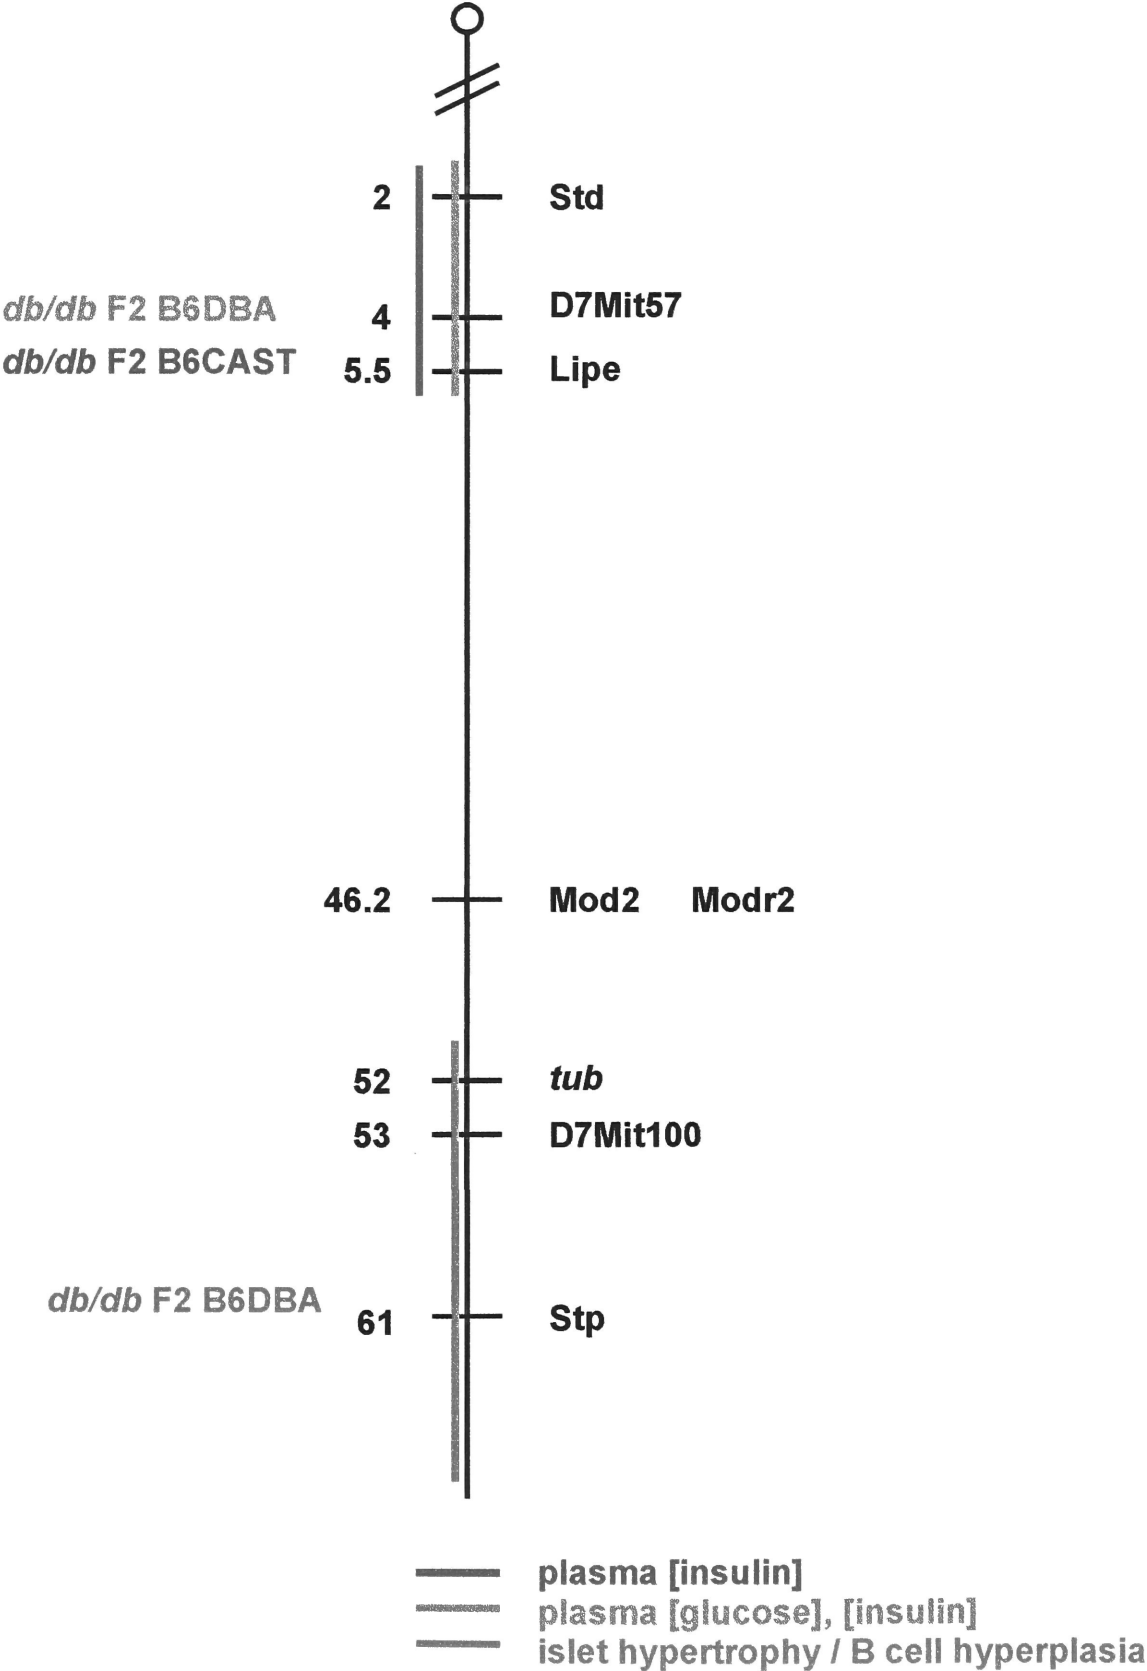 2 Std
db/db F2 B6DBA 4 D7Mit57
db/db F2 B6CAST 5.5 Lipe
46.2 Mod2 Modr2
52 tub
53 D7Mit100
db/db F2 B6DBA 61 Stp
plasma [insulin]
plasma [glucose], [insulin]
islet hypertrophy / B cell hyperplasia